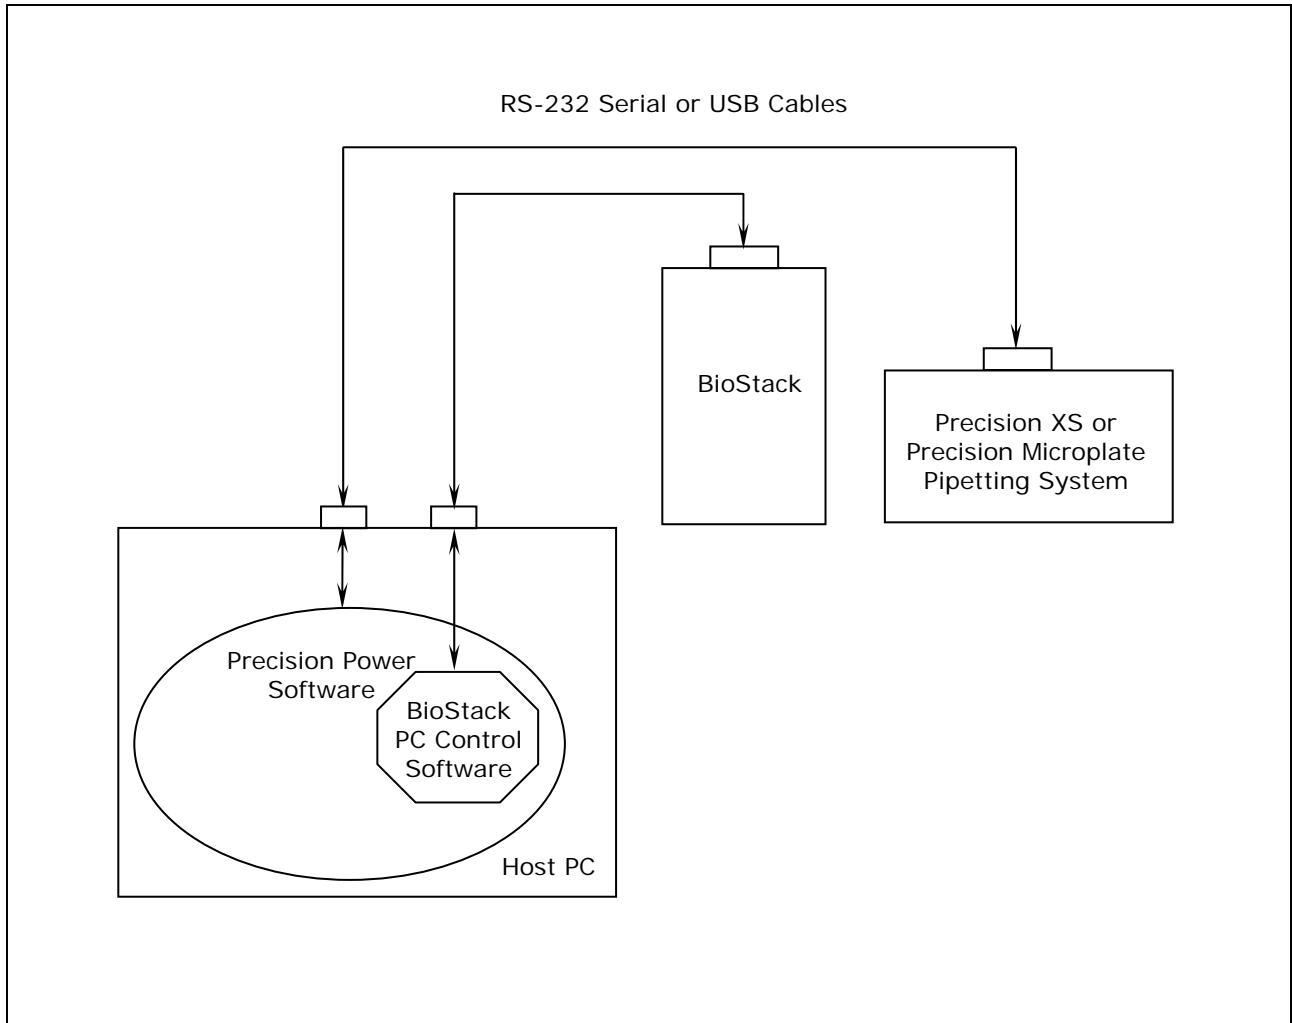 RS-232 Serial or USB Cables
BioStack
Precision XS or
Precision Microplate
Pipetting System
Precision Power
Software
BioStack
PC Control
Software
Host PC